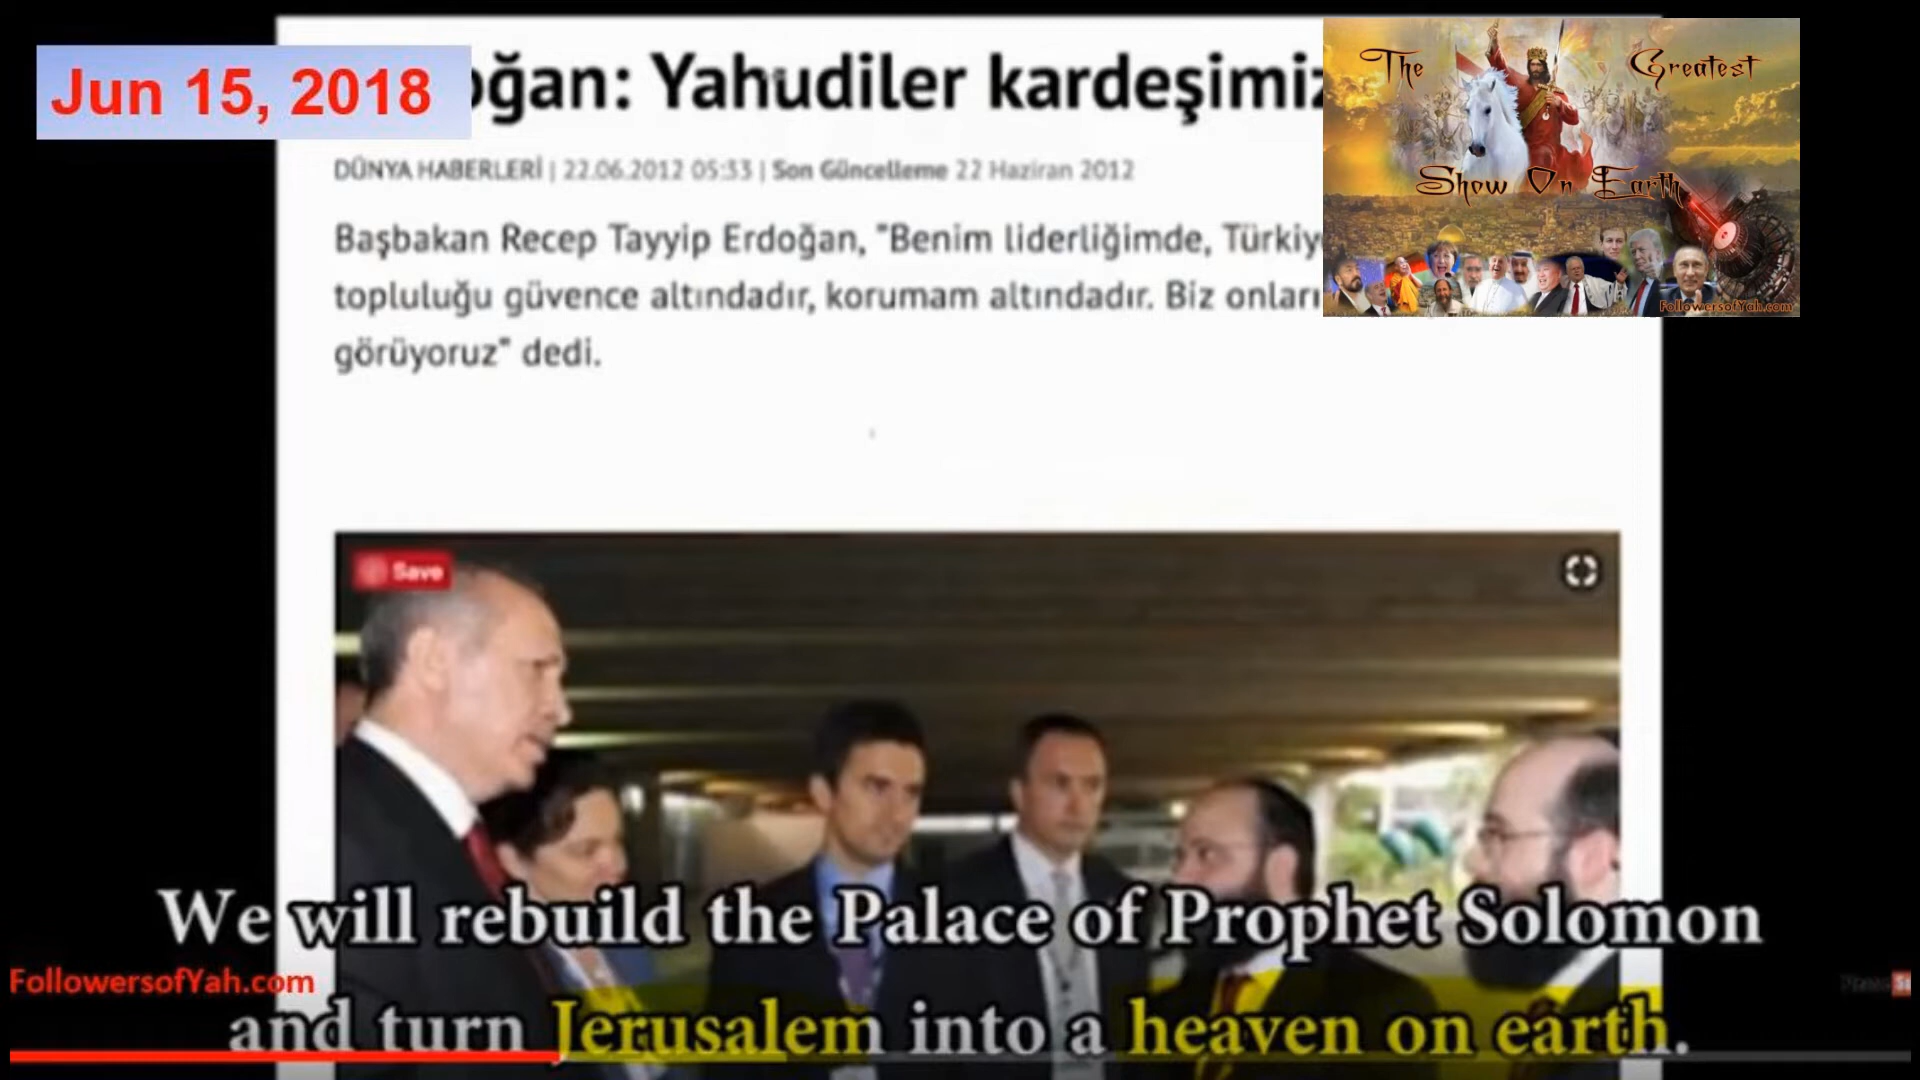 Jun 15, 2018
oğan: Yahudiler kardeşimiz
The Greatest
Show On Earth
FollowersofYah.com
DÜNYA HABERLERİ | 22.06.2012 05:33 | Son Güncelleme 22 Haziran 2012
Başbakan Recep Tayyip Erdoğan, "Benim liderliğimde, Türkiy
topluluğu güvence altındadır, korumam altındadır. Biz onları
görüyoruz" dedi.
Save
We will rebuild the Palace of Prophet Solomon
FollowersofYah.com
and turn Jerusalem into a heaven on earth.